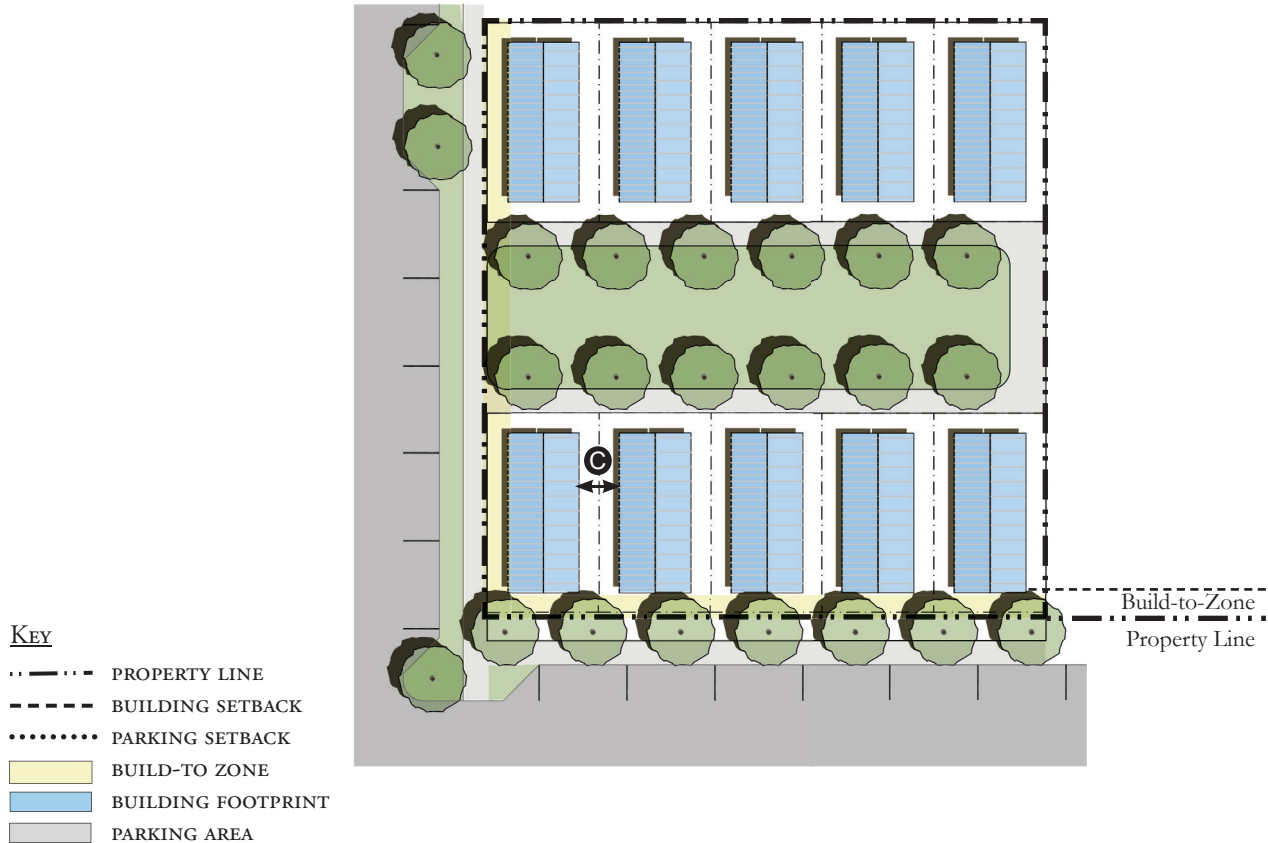 C
Build-to-Zone
Property Line
Key
property line
building setback
parking setback
build-to zone
building footprint
parking area